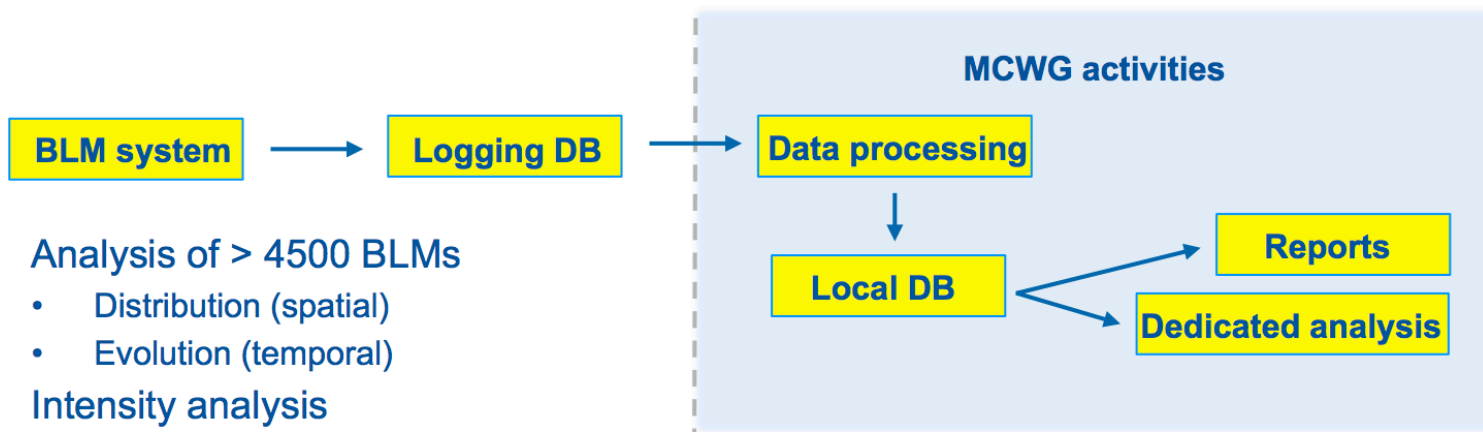 MCWG activities
BLM system
Logging DB
Data processing
Analysis of > 4500 BLMs
• Distribution (spatial)
• Evolution (temporal)
Intensity analysis
Local DB
Reports
Dedicated analysis